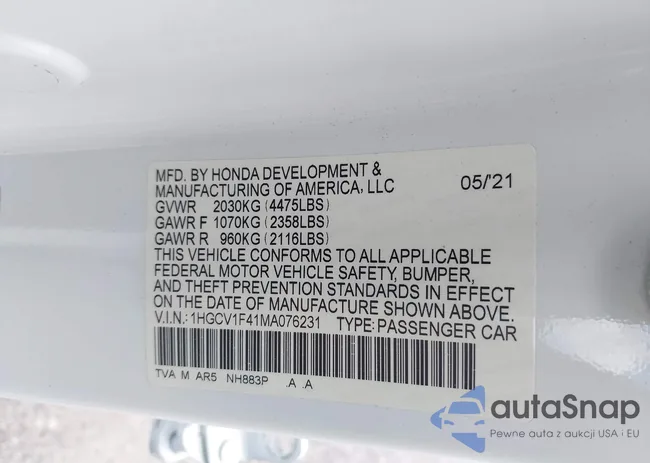 MFD. BY HONDA DEVELOPMENT &
MANUFACTURING OF AMERICA, LLC 05/'21
GVWR 2030KG (4475LBS)
GAWR F 1070KG (2358LBS)
GAWR R 960KG (2116LBS)
THIS VEHICLE CONFORMS TO ALL APPLICABLE
FEDERAL MOTOR VEHICLE SAFETY, BUMPER,
AND THEFT PREVENTION STANDARDS IN EFFECT
ON THE DATE OF MANUFACTURE SHOWN ABOVE.
V.I.N.: 1HGCV1F41MA076231 TYPE: PASSENGER CAR
TVA M AR5 NH883P .A .A
autaSnap
Pewne auta z aukcji USA i EU